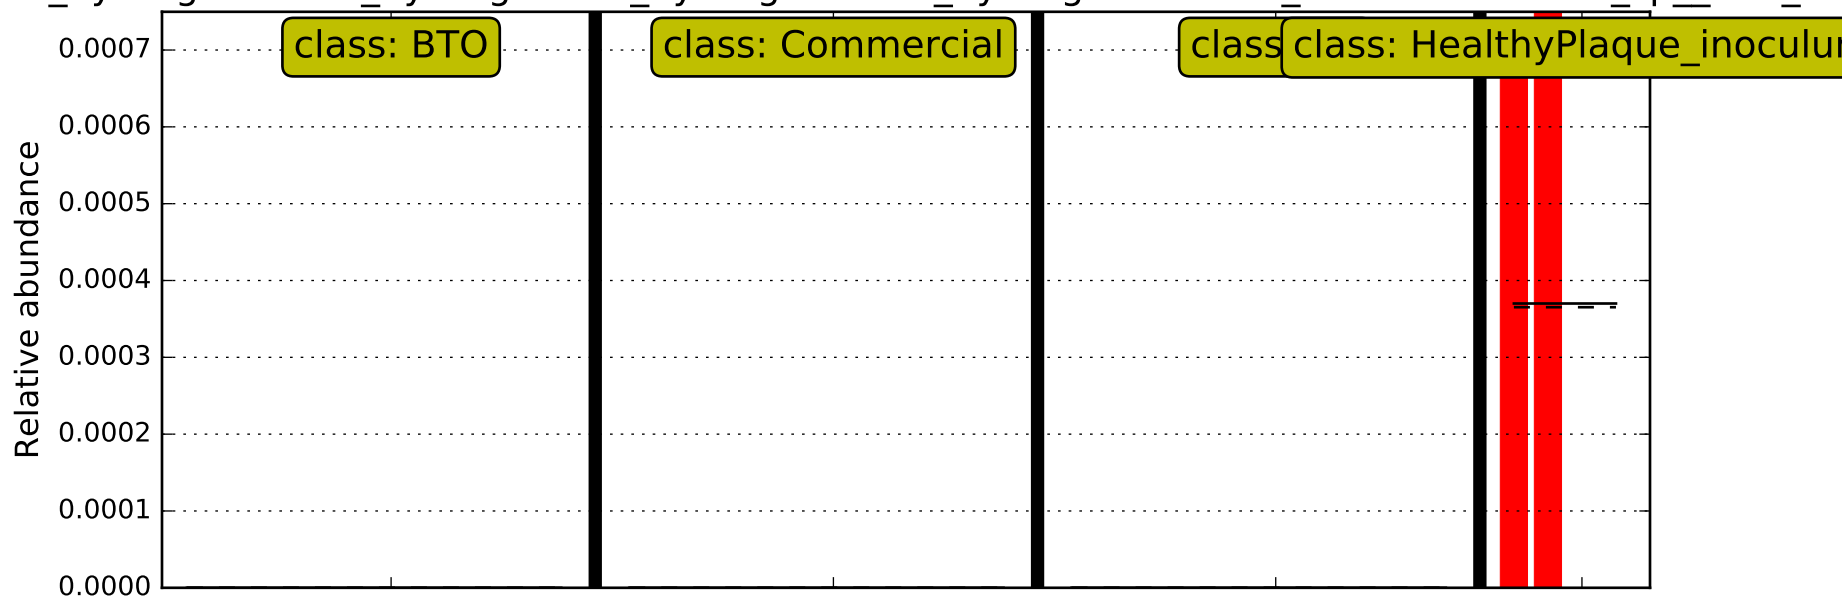 0.0007
class: BTO
class: Commercial
class
class: HealthyPlaque_inoculu
0.0006
0.0005
0.0004
0.0003
0.0002
0.0001
0.0000
Relative abundance